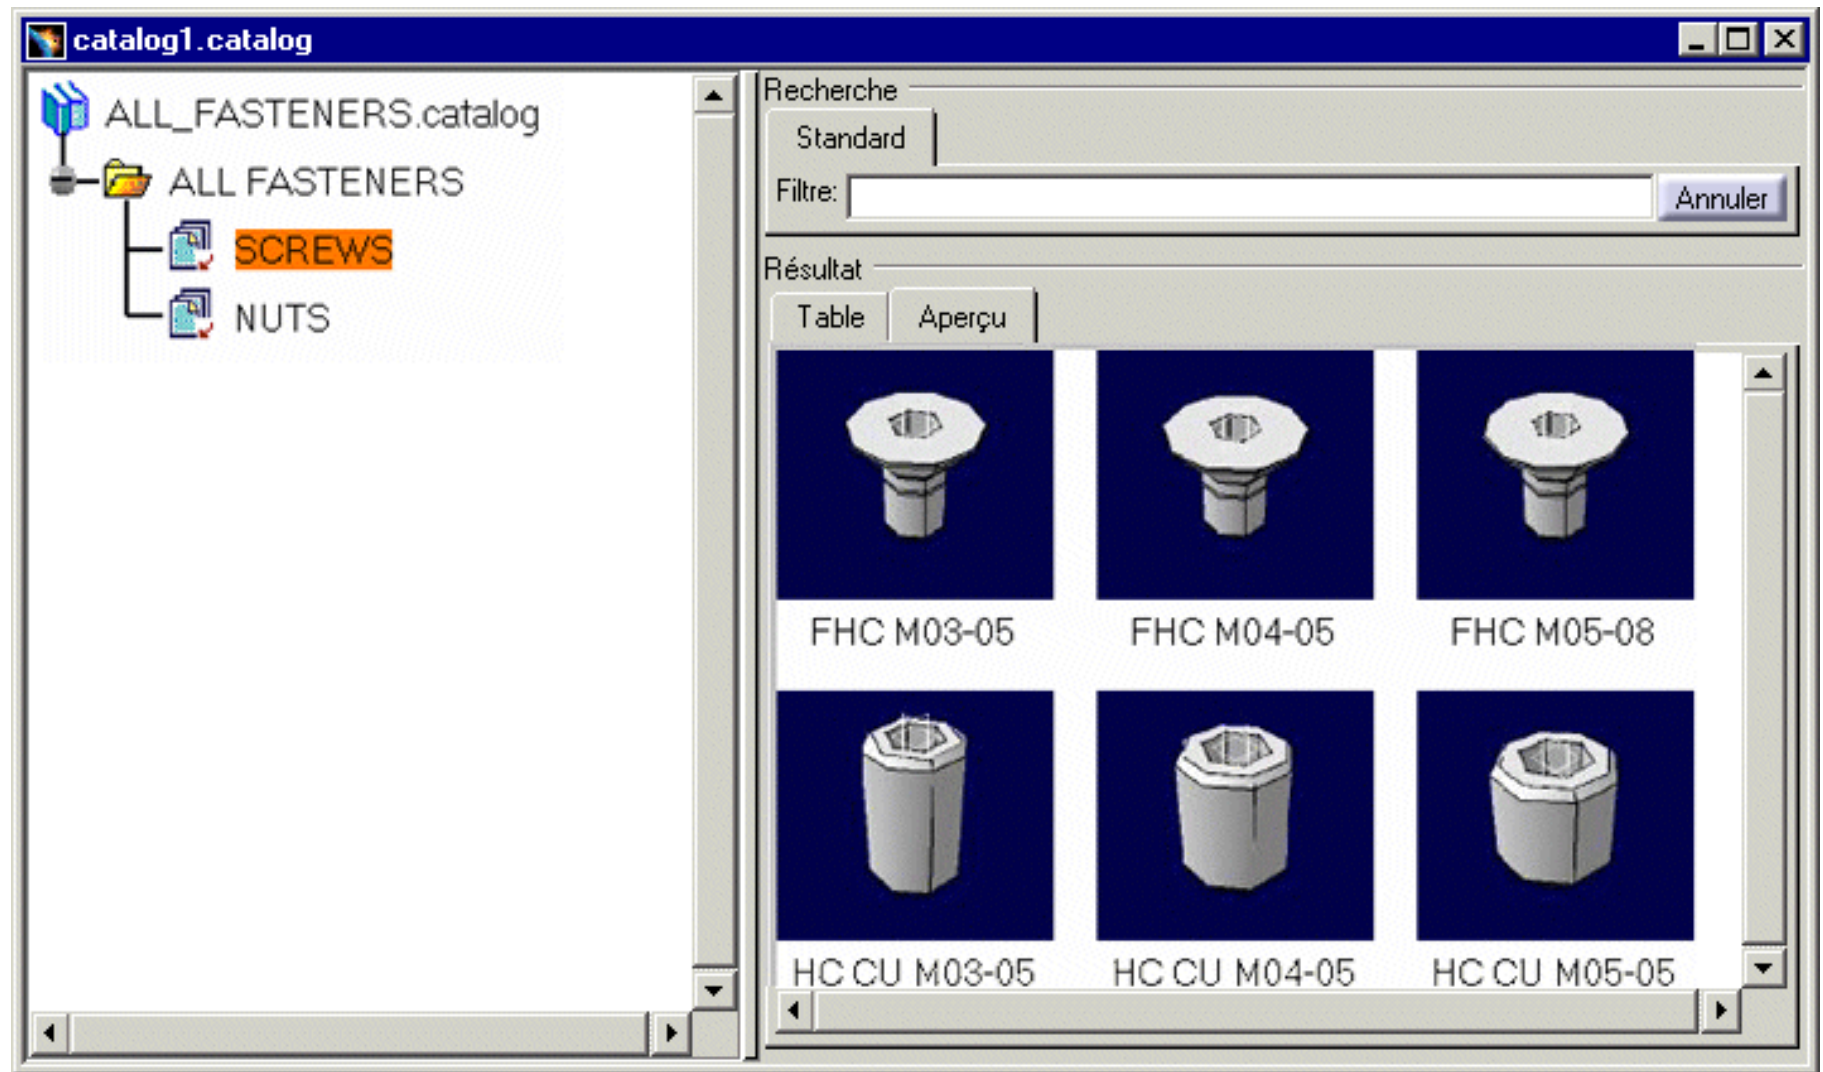 catalog1.catalog
ALL_FASTENERS.catalog
ALL FASTENERS
SCREWS
NUTS
Recherche
Standard
Filtre:
Annuler
Résultat
Table Aperçu
FHC M03-05 FHC M04-05 FHC M05-08
HC CU M03-05 HC CU M04-05 HC CU M05-05